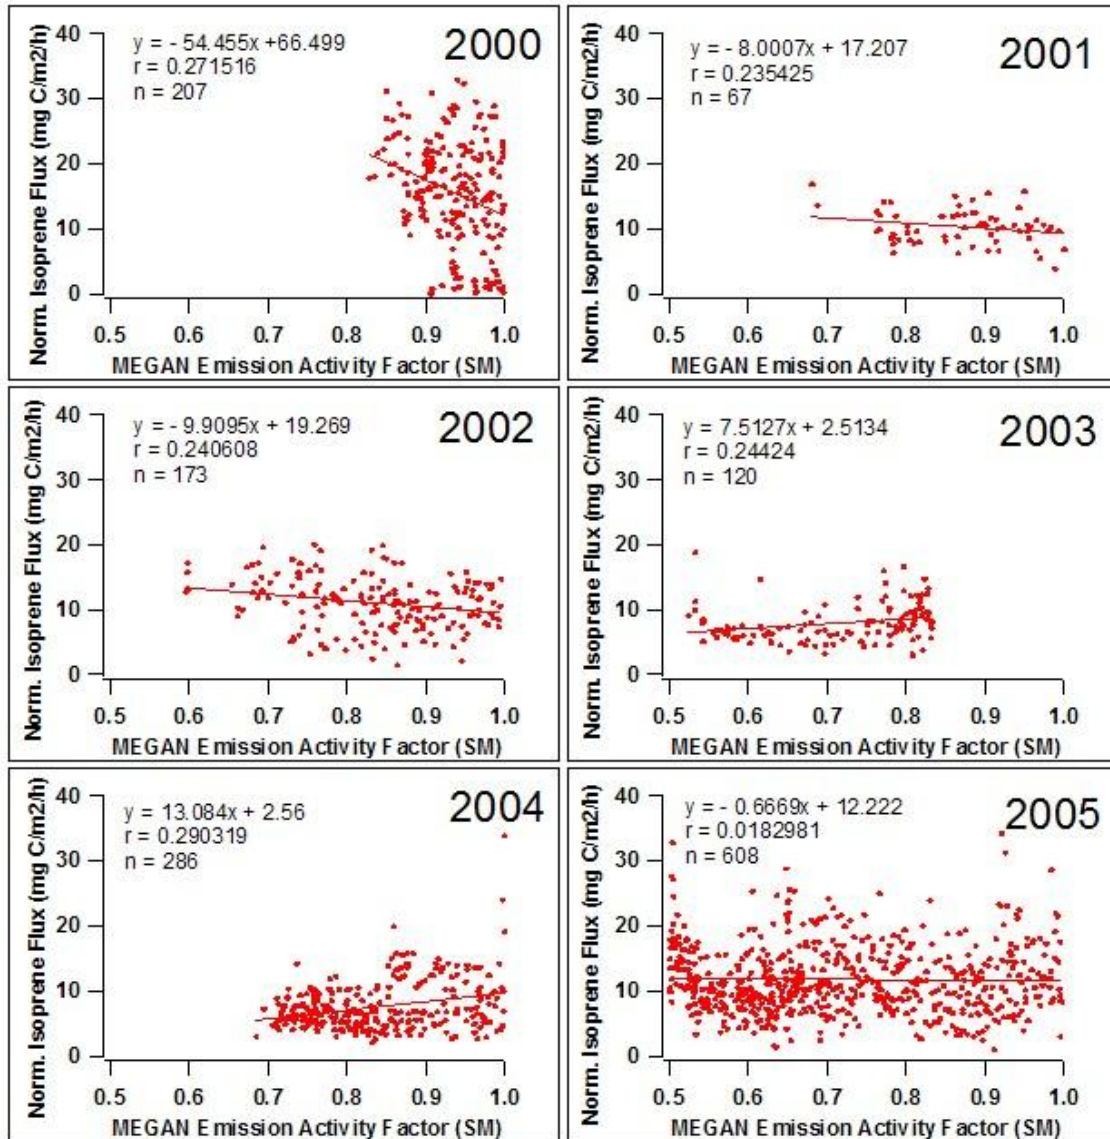 40
30
20
10
0
Norm. Isoprene Flux (mg C/m2/h)
y = - 54.455x +66.499
r = 0.271516
n = 207
2000
0.5 0.6 0.7 0.8 0.9 1.0
MEGAN Emission Activity Factor (SM)
40
30
20
10
0
Norm. Isoprene Flux (mg C/m2/h)
y = - 8.0007x + 17.207
r = 0.235425
n = 67
2001
0.5 0.6 0.7 0.8 0.9 1.0
MEGAN Emission Activity Factor (SM)
40
30
20
10
0
Norm. Isoprene Flux (mg C/m2/h)
y = - 9.9095x + 19.269
r = 0.240608
n = 173
2002
0.5 0.6 0.7 0.8 0.9 1.0
MEGAN Emission Activity Factor (SM)
40
30
20
10
0
Norm. Isoprene Flux (mg C/m2/h)
y = 7.5127x + 2.5134
r = 0.24424
n = 120
2003
0.5 0.6 0.7 0.8 0.9 1.0
MEGAN Emission Activity Factor (SM)
40
30
20
10
0
Norm. Isoprene Flux (mg C/m2/h)
y = 13.084x + 2.56
r = 0.290319
n = 286
2004
0.5 0.6 0.7 0.8 0.9 1.0
MEGAN Emission Activity Factor (SM)
40
30
20
10
0
Norm. Isoprene Flux (mg C/m2/h)
y = - 0.6669x + 12.222
r = 0.0182981
n = 608
2005
0.5 0.6 0.7 0.8 0.9 1.0
MEGAN Emission Activity Factor (SM)